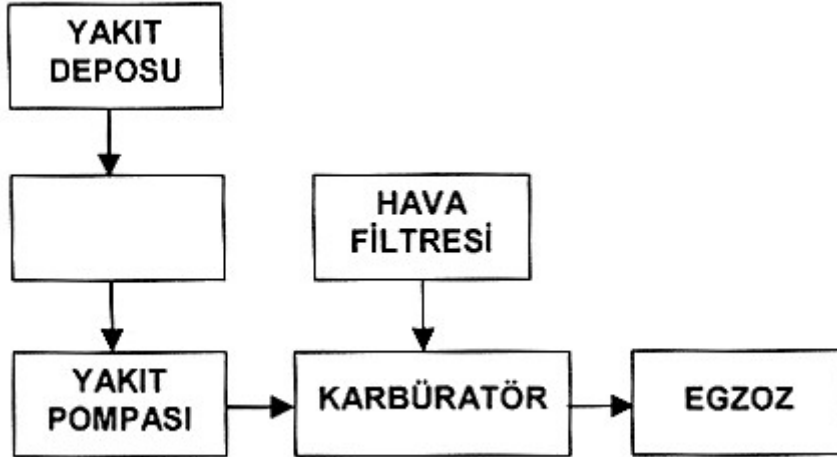 YAKIT
DEPOSU
HAVA
FİLTRESİ
YAKIT
POMPASI
KARBÜRATÖR
EGZOZ